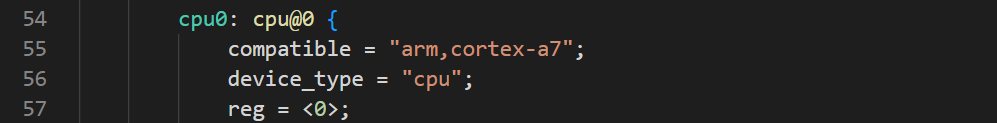 54 cpu0: cpu@0 {
55 compatible = "arm,cortex-a7";
56 device_type = "cpu";
57 reg = <0>;